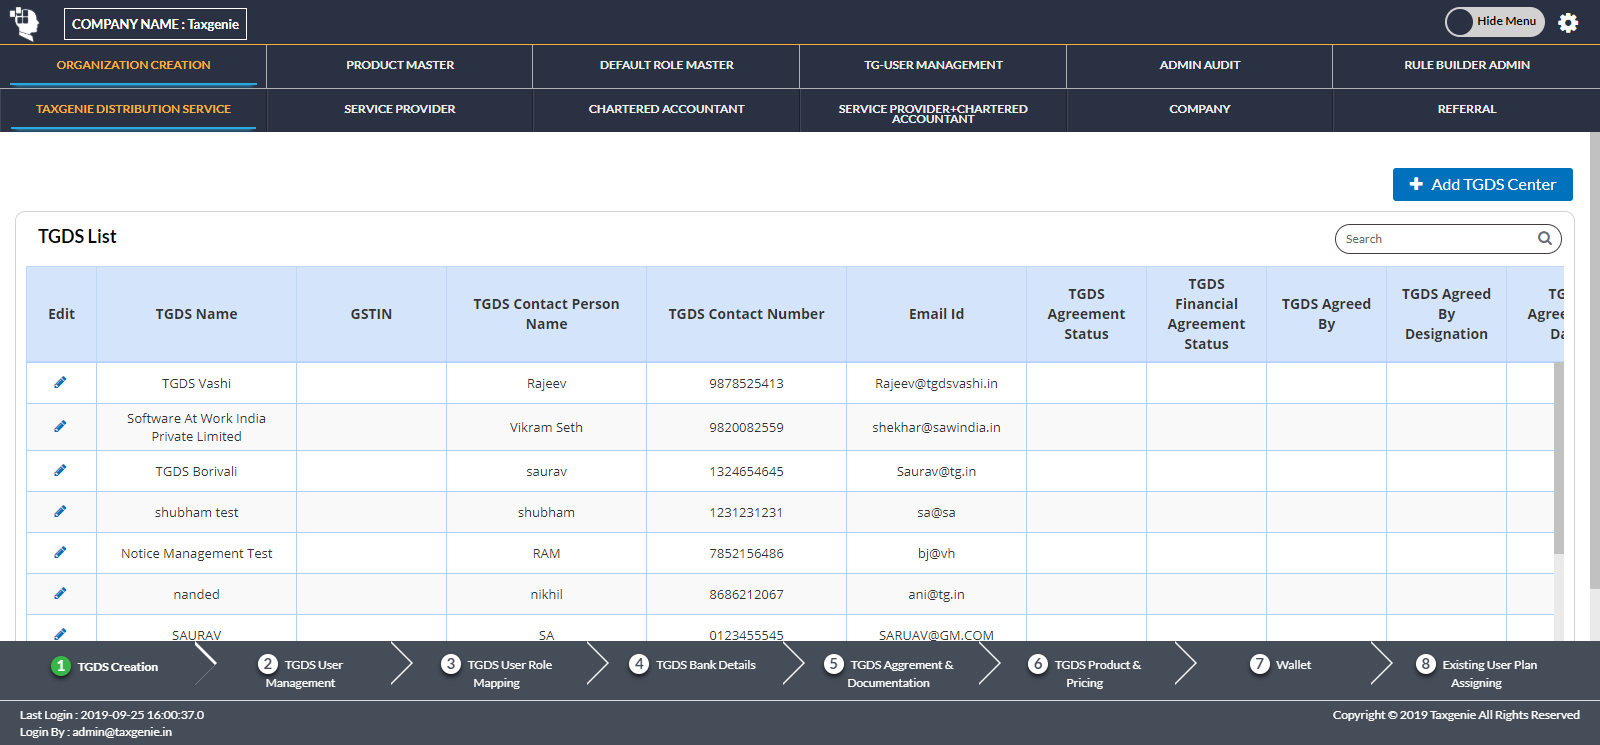 COMPANY NAME : Taxgenie
Hide Menu
ORGANIZATION CREATION
PRODUCT MASTER
DEFAULT ROLE MASTER
TG-USER MANAGEMENT
ADMIN AUDIT
RULE BUILDER ADMIN
TAXGENIE DISTRIBUTION SERVICE
SERVICE PROVIDER
CHARTERED ACCOUNTANT
SERVICE PROVIDER+CHARTERED
ACCOUNTANT
COMPANY
REFERRAL
Add TGDS Center
TGDS List
Search
Edit
TGDS Name
GSTIN
TGDS Contact Person
Name
TGDS Contact Number
Email Id
TGDS
Agreement
Status
TGDS
Financial
Agreement
Status
TGDS Agreed
By
TGDS Agreed
By
Designation
TG
Agree
Da
TGDS Vashi
Rajeev
9878525413
Rajeev@tgdsvashi.in
Software At Work India
Private Limited
Vikram Seth
9820082559
shekhar@sawindia.in
TGDS Borivali
saurav
1324654645
Saurav@tg.in
shubham test
shubham
1231231231
sa@sa
Notice Management Test
RAM
7852156486
bj@vh
nanded
nikhil
8686212067
ani@tg.in
SAURAV
SA
0123455545
SARUAV@GM.COM
1 TGDS Creation
2 TGDS User
Management
3 TGDS User Role
Mapping
4 TGDS Bank Details
5 TGDS Aggrement &
Documentation
6 TGDS Product &
Pricing
7 Wallet
8 Existing User Plan
Assigning
Last Login : 2019-09-25 16:00:37.0
Login By : admin@taxgenie.in
Copyright © 2019 Taxgenie All Rights Reserved